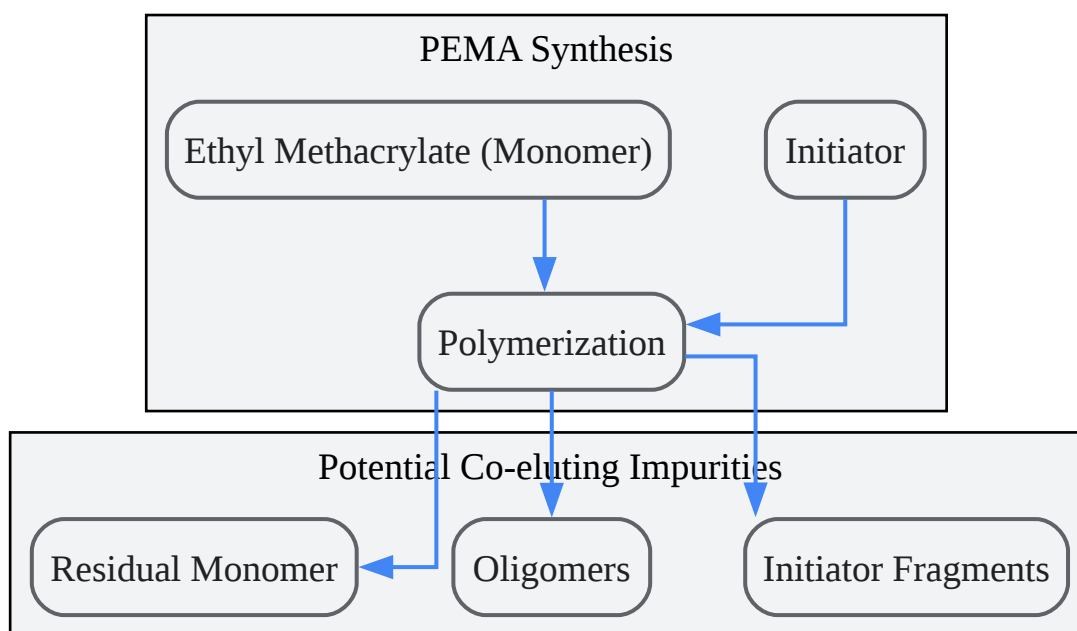 PEMA Synthesis
Ethyl Methacrylate (Monomer)
Initiator
Polymerization
Potential Co-eluting Impurities
Residual Monomer
Oligomers
Initiator Fragments